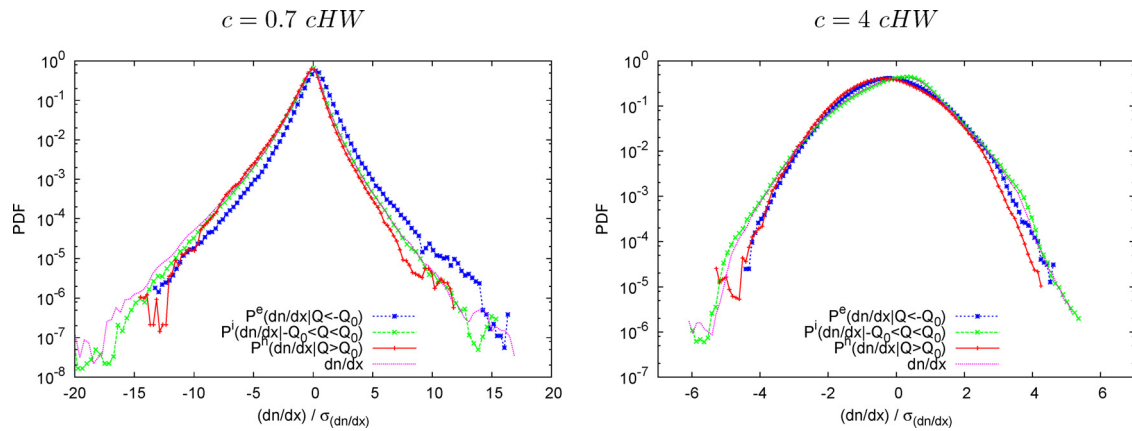 c = 0.7 cHW
c = 4 cHW
PDF
10^0
10^-1
10^-2
10^-3
10^-4
10^-5
10^-6
10^-7
10^-8
-20
-15
-10
-5
0
5
10
15
20
P^e(dn/dx|Q<-Q_0)
P^i(dn/dx|-Q_0<Q<Q_0)
P^h(dn/dx|Q>Q_0)
dn/dx
(dn/dx) / σ_(dn/dx)
PDF
10^0
10^-1
10^-2
10^-3
10^-4
10^-5
10^-6
10^-7
-6
-4
-2
0
2
4
6
P^e(dn/dx|Q<-Q_0)
P^i(dn/dx|-Q_0<Q<Q_0)
P^h(dn/dx|Q>Q_0)
dn/dx
(dn/dx) / σ_(dn/dx)